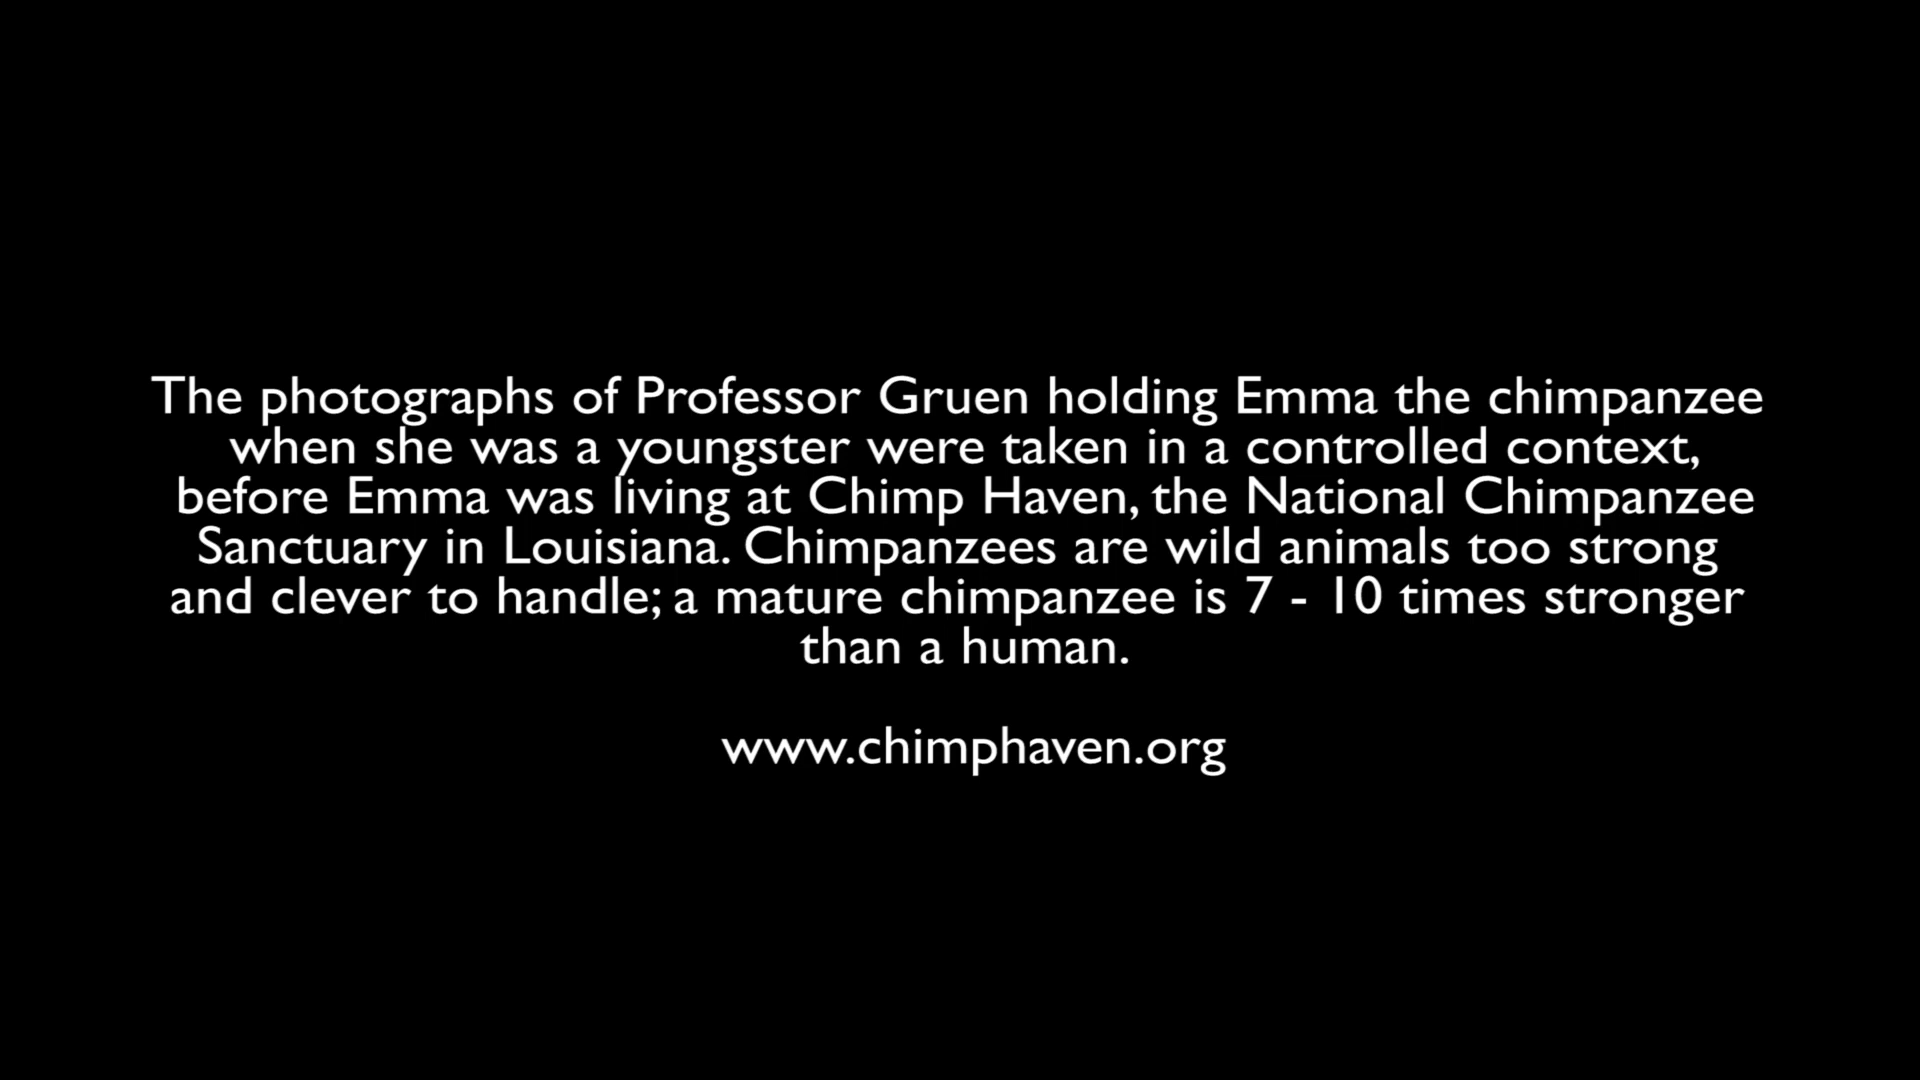 The photographs of Professor Gruen holding Emma the chimpanzee
when she was a youngster were taken in a controlled context,
before Emma was living at Chimp Haven, the National Chimpanzee
Sanctuary in Louisiana. Chimpanzees are wild animals too strong
and clever to handle; a mature chimpanzee is 7 - 10 times stronger
than a human.
www.chimphaven.org